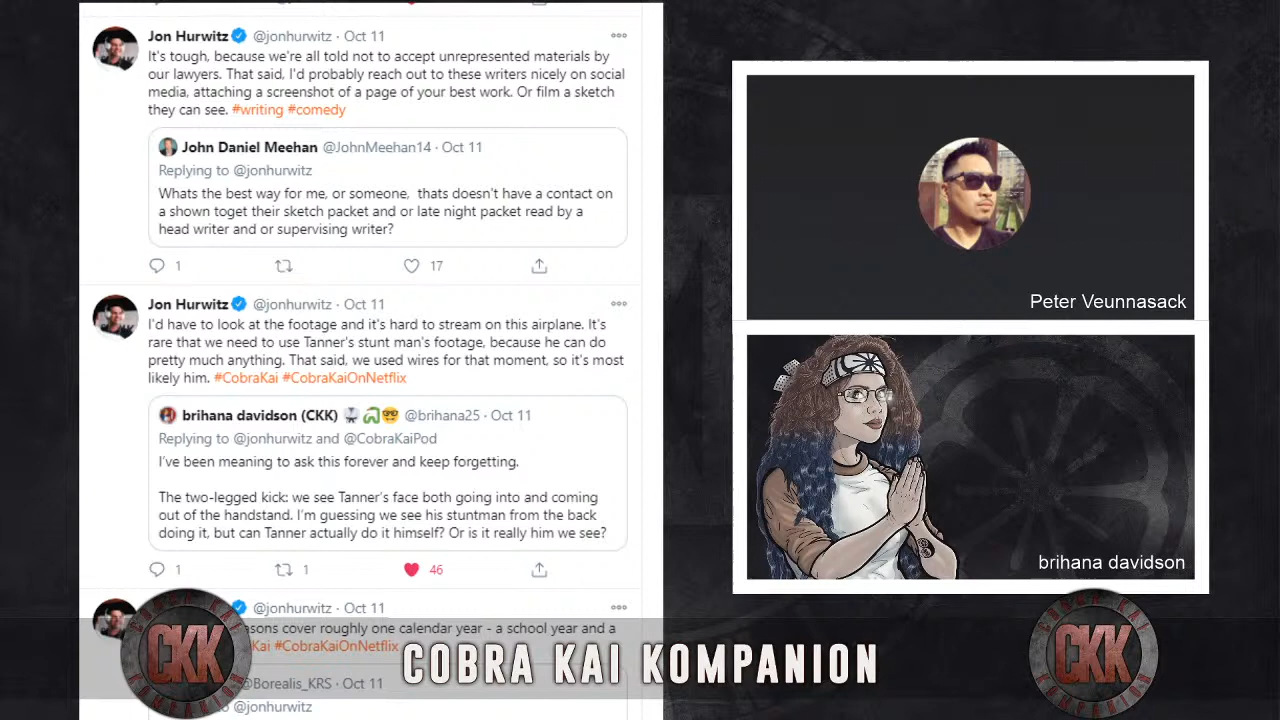 Jon Hurwitz @jonhurwitz · Oct 11
It's tough, because we're all told not to accept unrepresented materials by
our lawyers. That said, I'd probably reach out to these writers nicely on social
media, attaching a screenshot of a page of your best work. Or film a sketch
they can see. #writing #comedy
John Daniel Meehan @JohnMeehan14 · Oct 11
Replying to @jonhurwitz
Whats the best way for me, or someone, thats doesn't have a contact on
a shown toget their sketch packet and or late night packet read by a
head writer and or supervising writer?
1 17
Jon Hurwitz @jonhurwitz · Oct 11
I'd have to look at the footage and it's hard to stream on this airplane. It's
rare that we need to use Tanner's stunt man's footage, because he can do
pretty much anything. That said, we used wires for that moment, so it's most
likely him. #CobraKai #CobraKaiOnNetflix
brihana davidson (CKK) @brihana25 · Oct 11
Replying to @jonhurwitz and @CobraKaiPod
I've been meaning to ask this forever and keep forgetting.
The two-legged kick: we see Tanner's face both going into and coming
out of the handstand. I'm guessing we see his stuntman from the back
doing it, but can Tanner actually do it himself? Or is it really him we see?
1 1 46
@jonhurwitz · Oct 11
asons cover roughly one calendar year - a school year and a
Kai #CobraKaiOnNetflix
@Borealis_KRS · Oct 11
@jonhurwitz
Peter Veunnasack
brihana davidson
COBRA KAI
CKK
KOMPANION
COBRA KAI KOMPANION
COBRA KAI
CKK
KOMPANION